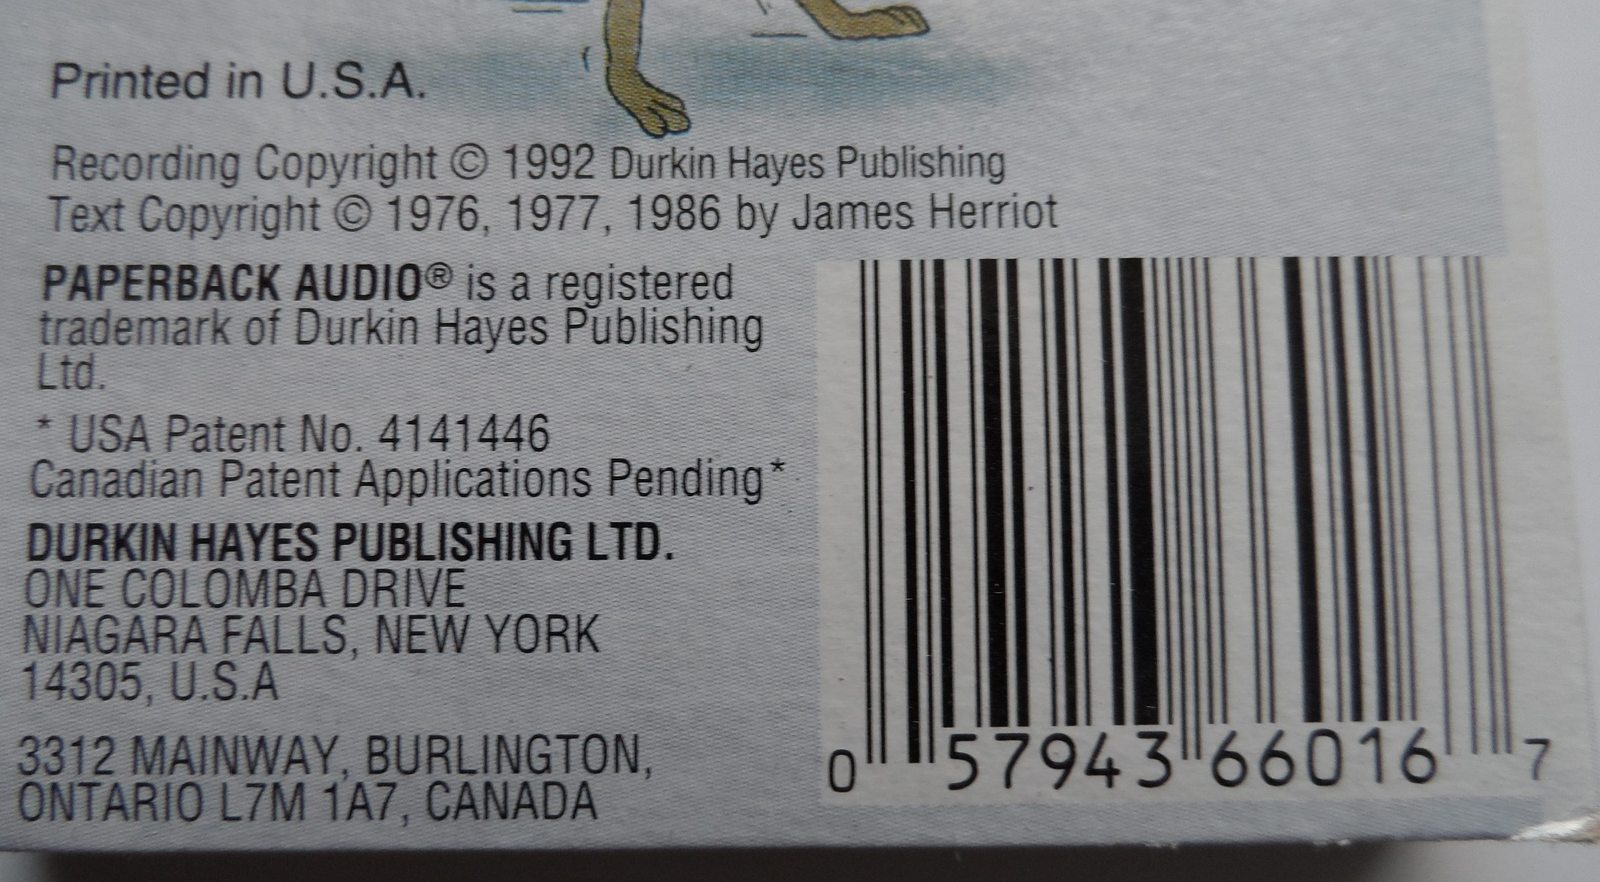 Printed in U.S.A.
Recording Copyright © 1992 Durkin Hayes Publishing
Text Copyright © 1976, 1977, 1986 by James Herriot
PAPERBACK AUDIO® is a registered
trademark of Durkin Hayes Publishing
Ltd.
* USA Patent No. 4141446
Canadian Patent Applications Pending*
DURKIN HAYES PUBLISHING LTD.
ONE COLOMBA DRIVE
NIAGARA FALLS, NEW YORK
14305, U.S.A
3312 MAINWAY, BURLINGTON,
ONTARIO L7M 1A7, CANADA
0 57943 66016 7